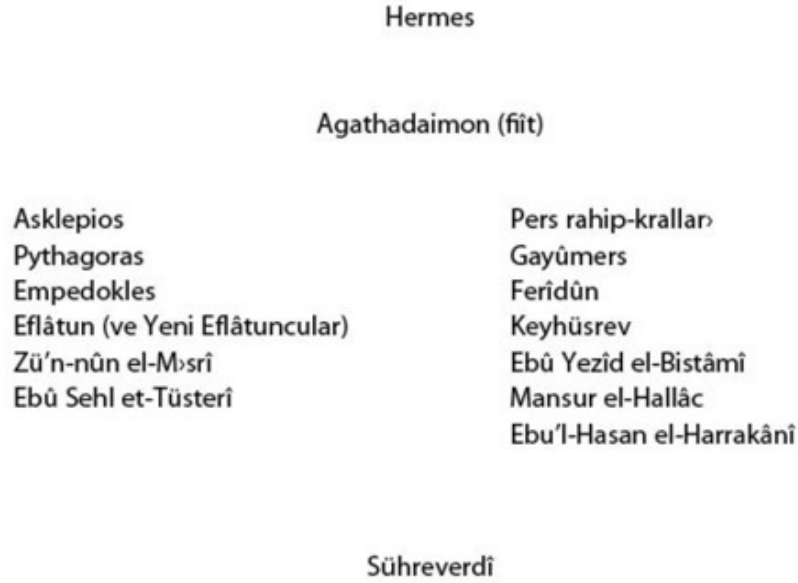 Hermes
Agathadaimon (fiît)
Asklepios
Pythagoras
Empedokles
Eflâtun (ve Yeni Eflâtuncular)
Zü’n-nûn el-M›srî
Ebû Sehl et-Tüsterî
Pers rahip-krallar›
Gayûmers
Ferîdûn
Keyhüsrev
Ebû Yezîd el-Bistâmî
Mansur el-Hallâc
Ebu’l-Hasan el-Harrakânî
Sühreverdî